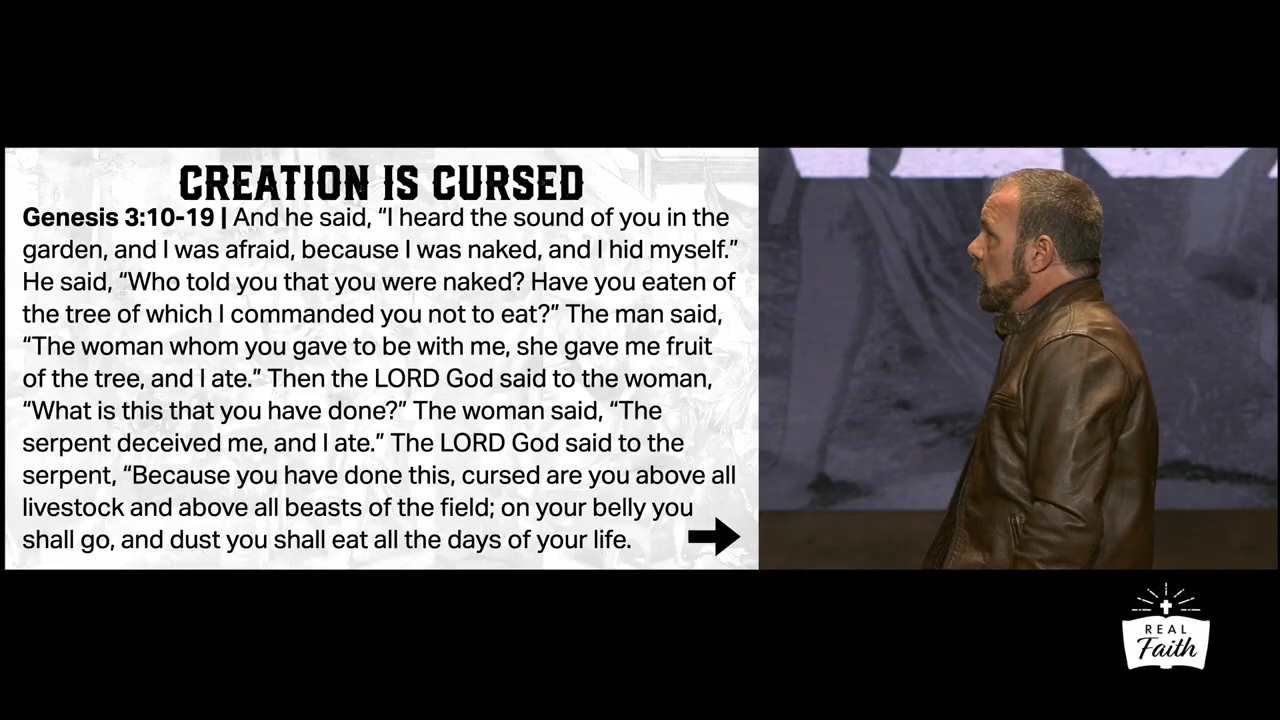 CREATION IS CURSED
Genesis 3:10-19 | And he said, “I heard the sound of you in the
garden, and I was afraid, because I was naked, and I hid myself.”
He said, “Who told you that you were naked? Have you eaten of
the tree of which I commanded you not to eat?” The man said,
“The woman whom you gave to be with me, she gave me fruit
of the tree, and I ate.” Then the LORD God said to the woman,
“What is this that you have done?” The woman said, “The
serpent deceived me, and I ate.” The LORD God said to the
serpent, “Because you have done this, cursed are you above all
livestock and above all beasts of the field; on your belly you
shall go, and dust you shall eat all the days of your life.
REAL
Faith